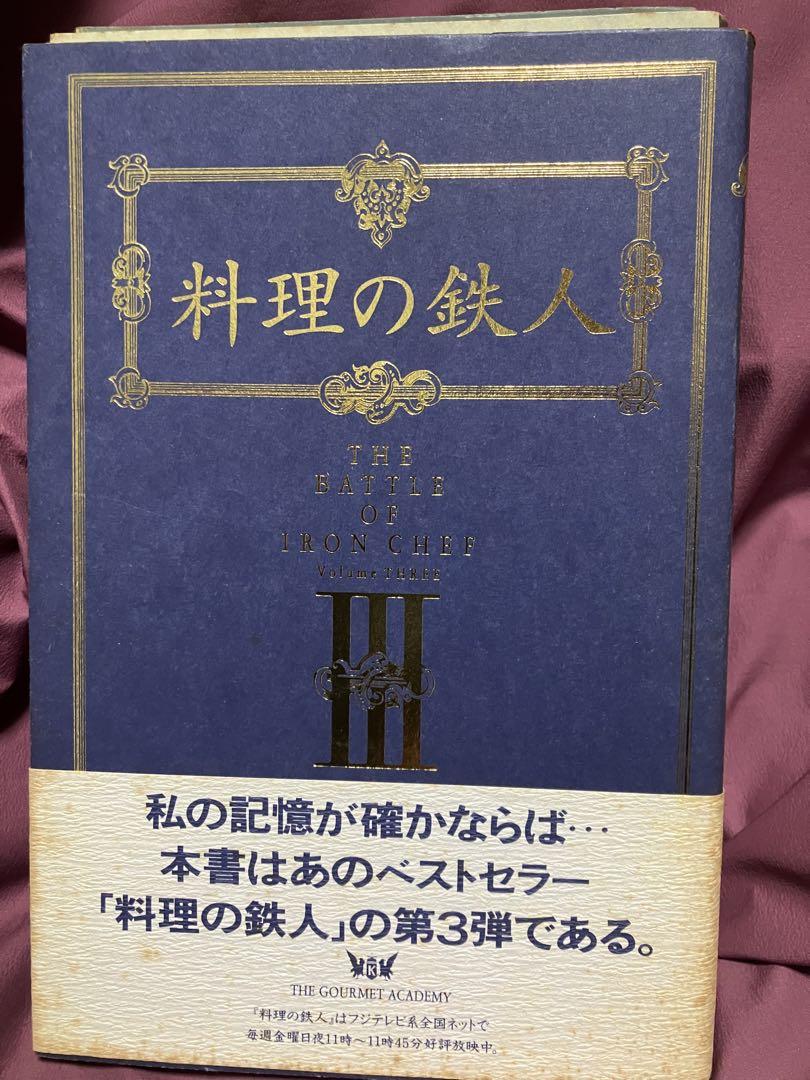 料理の鉄人
THE
BATTLE
OF
IRON CHEF
Volume THREE
III
私の記憶が確かならば…
本書はあのベストセラー
「料理の鉄人」の第3弾である。
K
THE GOURMET ACADEMY
『料理の鉄人』はフジテレビ系全国ネットで
毎週金曜日夜11時〜11時45分好評放映中。